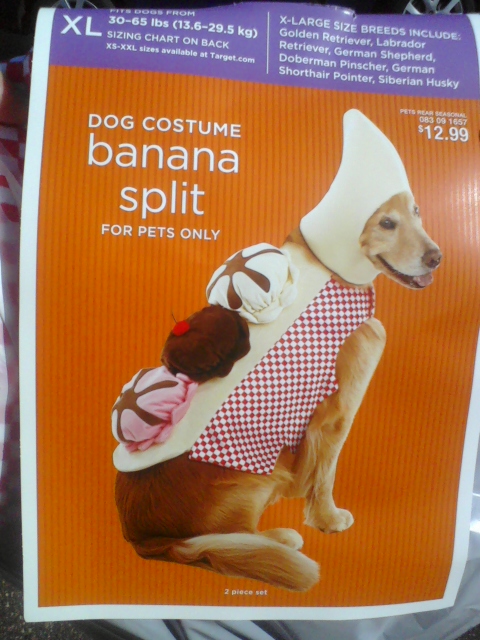 FITS DOGS FROM
XL 30-65 lbs (13.6-29.5 kg)
SIZING CHART ON BACK
XS-XXL sizes available at Target.com
X-LARGE SIZE BREEDS INCLUDE:
Golden Retriever, Labrador
Retriever, German Shepherd,
Doberman Pinscher, German
Shorthair Pointer, Siberian Husky
PETS REAR SEASONAL
083 09 1657
$12.99
DOG COSTUME
banana
split
FOR PETS ONLY
2 piece set